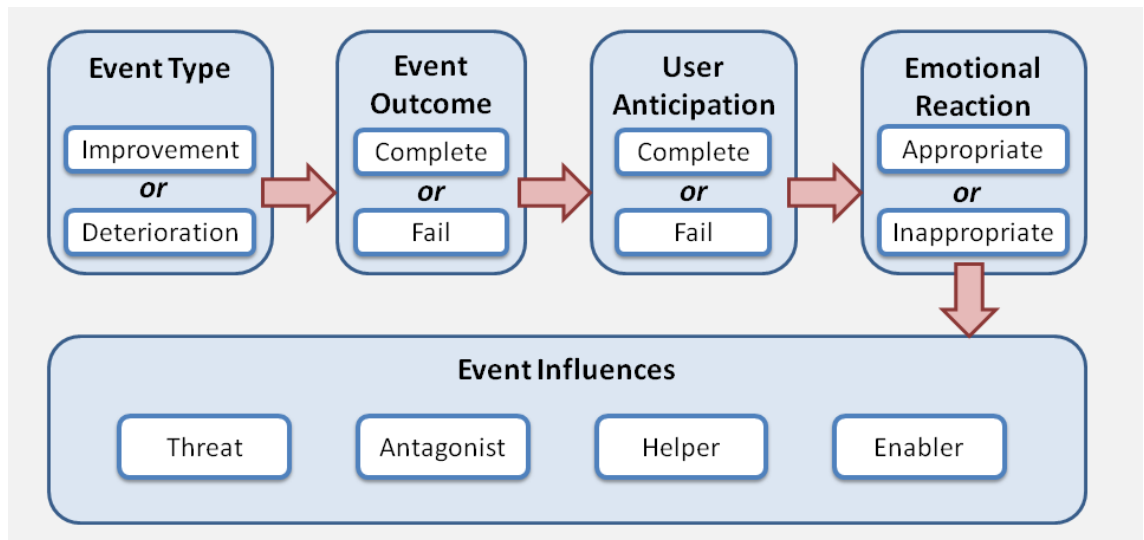 Event Type
Improvement
or
Deterioration
Event
Outcome
Complete
or
Fail
User
Anticipation
Complete
or
Fail
Emotional
Reaction
Appropriate
or
Inappropriate
Event Influences
Threat
Antagonist
Helper
Enabler